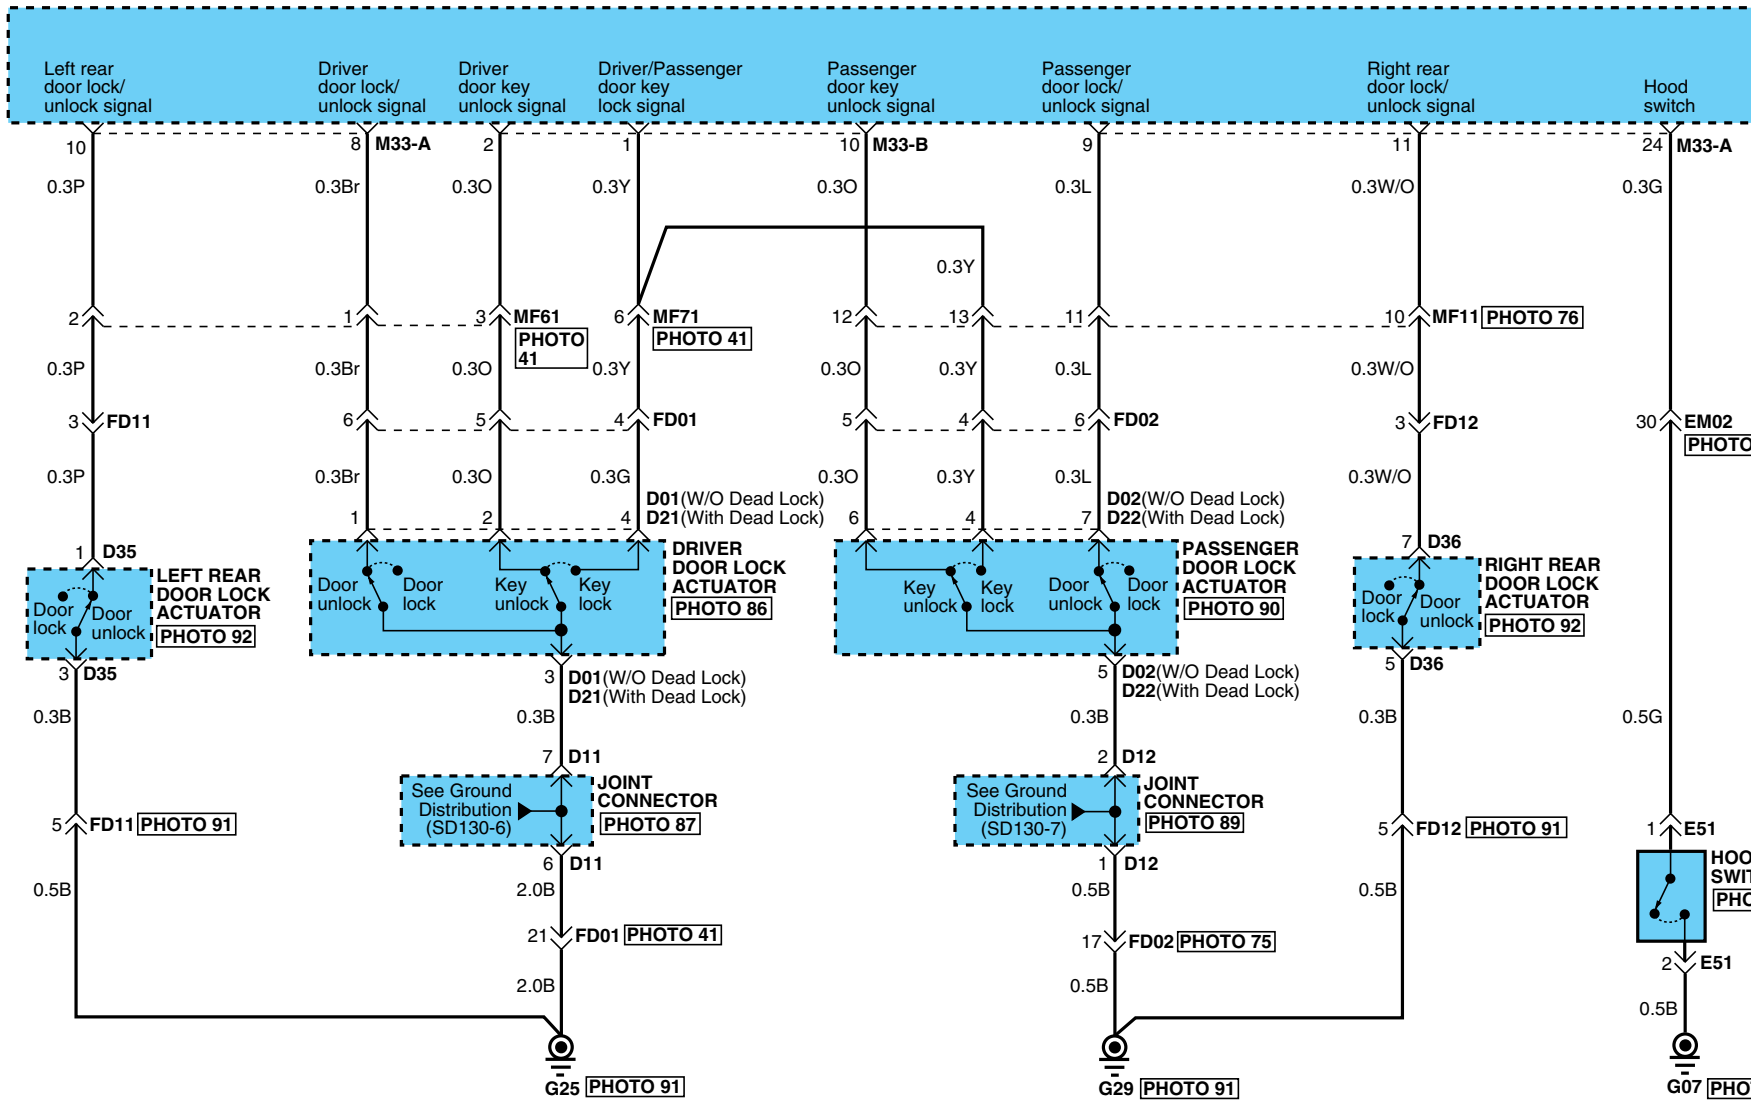 Left rear
door lock/
unlock signal
Driver
door lock/
unlock signal
Driver
door key
unlock signal
Driver/Passenger
door key
lock signal
Passenger
door key
unlock signal
Passenger
door lock/
unlock signal
Right rear
door lock/
unlock signal
Hood
switch
10
8 M33-A
2
1
10 M33-B
9
11
24 M33-A
0.3P
0.3Br
0.3O
0.3Y
0.3O
0.3L
0.3W/O
0.3G
0.3Y
2
1
3 MF61
PHOTO
41
6 MF71
PHOTO 41
12
13
11
10 MF11 PHOTO 76
0.3P
0.3Br
0.3O
0.3Y
0.3O
0.3Y
0.3L
0.3W/O
3 FD11
6
5
4 FD01
5
4
6 FD02
3 FD12
30 EM02
PHOTO
0.3P
0.3Br
0.3O
0.3G
0.3O
0.3Y
0.3L
0.3W/O
D01(W/O Dead Lock)
D21(With Dead Lock)
D02(W/O Dead Lock)
D22(With Dead Lock)
1
2
4
6
4
7
1 D35
7 D36
LEFT REAR
DOOR LOCK
ACTUATOR
PHOTO 92
Door
lock
Door
unlock
3 D35
DRIVER
DOOR LOCK
ACTUATOR
PHOTO 86
Door
unlock
Door
lock
Key
unlock
Key
lock
PASSENGER
DOOR LOCK
ACTUATOR
PHOTO 90
Key
unlock
Key
lock
Door
unlock
Door
lock
RIGHT REAR
DOOR LOCK
ACTUATOR
PHOTO 92
Door
lock
Door
unlock
5 D36
3 D01(W/O Dead Lock)
D21(With Dead Lock)
5 D02(W/O Dead Lock)
D22(With Dead Lock)
0.3B
0.3B
0.3B
0.3B
0.5G
7 D11
2 D12
See Ground
Distribution
(SD130-6)
JOINT
CONNECTOR
PHOTO 87
See Ground
Distribution
(SD130-7)
JOINT
CONNECTOR
PHOTO 89
5 FD11 PHOTO 91
5 FD12 PHOTO 91
1 E51
6 D11
1 D12
HOO
SWIT
PHO
0.5B
2.0B
0.5B
0.5B
21 FD01 PHOTO 41
17 FD02 PHOTO 75
2 E51
2.0B
0.5B
0.5B
G25 PHOTO 91
G29 PHOTO 91
G07 PHO